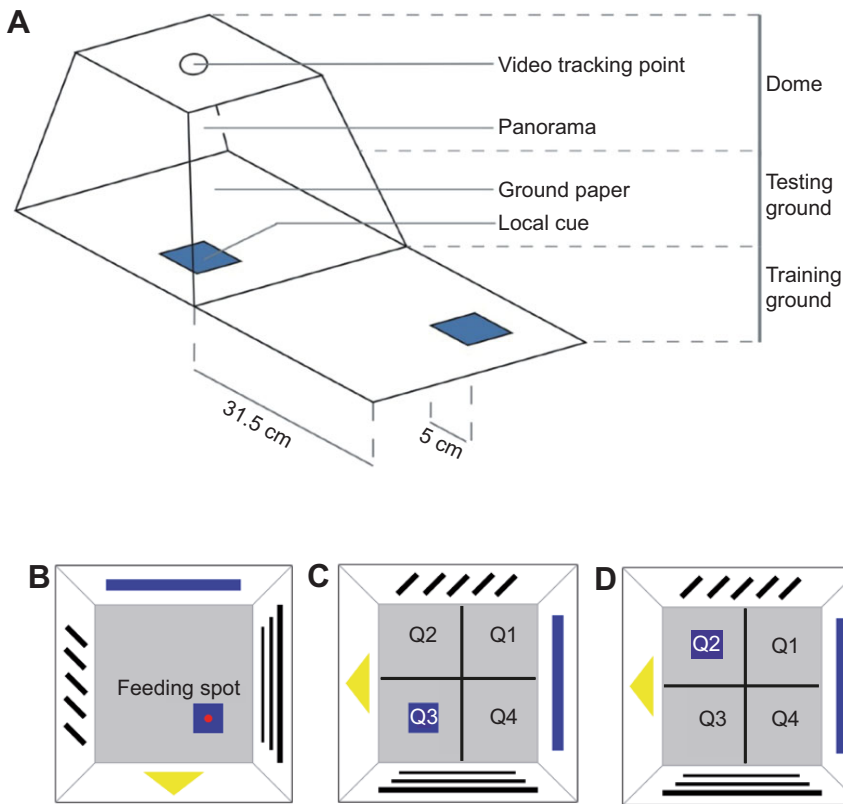 A
Video tracking point
Dome
Panorama
Ground paper
Testing
ground
Local cue
Training
ground
31.5 cm
5 cm
B
Feeding spot
C
Q2
Q1
Q3
Q4
D
Q2
Q1
Q3
Q4